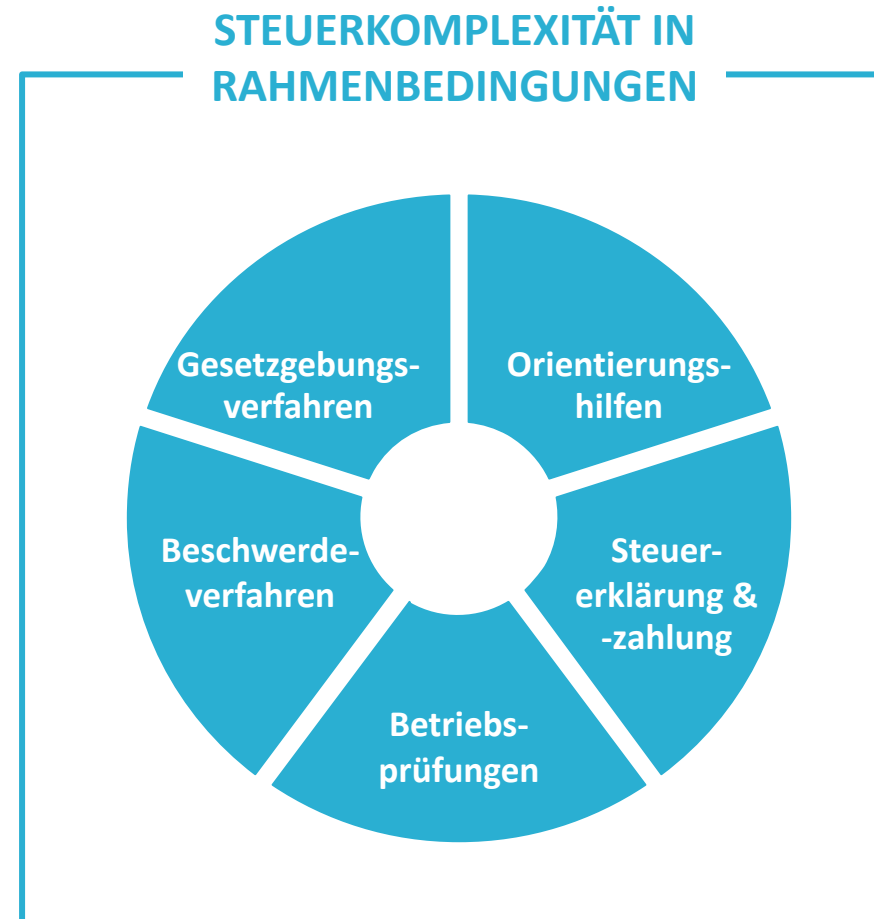 STEUERKOMPLEXITÄT IN
RAHMENBEDINGUNGEN
Gesetzgebungs-
verfahren
Orientierungs-
hilfen
Beschwerde-
verfahren
Steuer-
erklärung &
-zahlung
Betriebs-
prüfungen